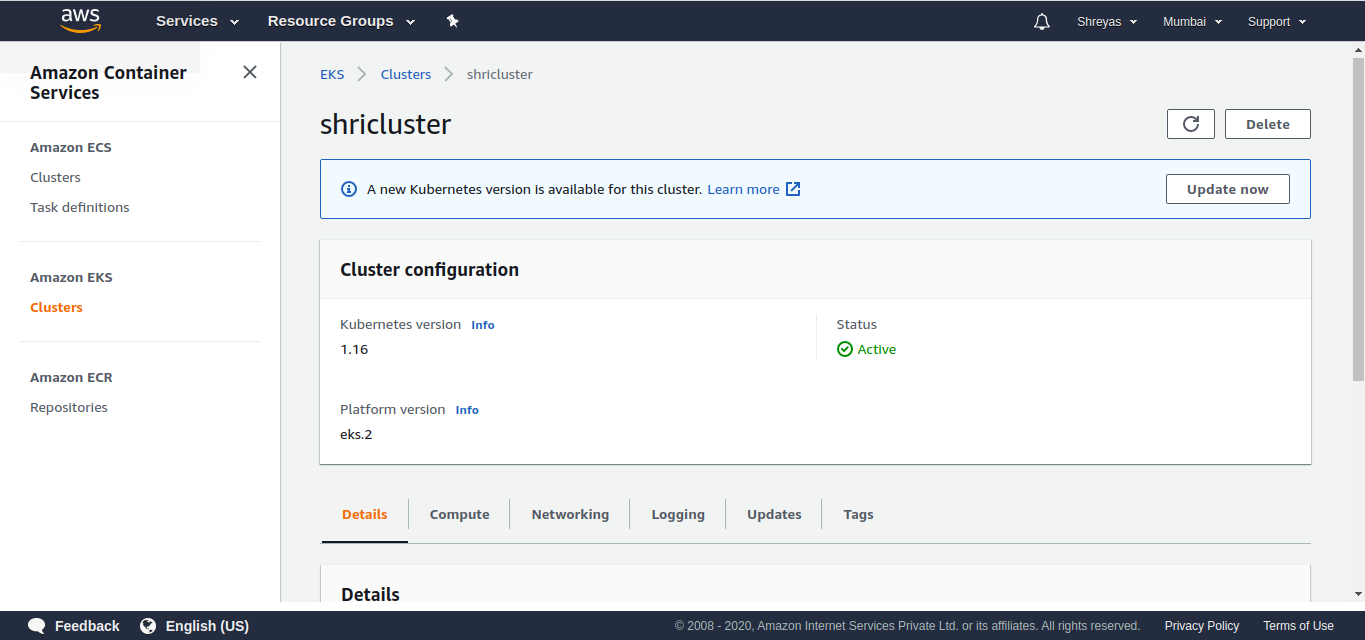 aws Services Resource Groups Shreyas Mumbai Support
Amazon Container
Services
Amazon ECS
Clusters
Task definitions
Amazon EKS
Clusters
Amazon ECR
Repositories
EKS Clusters shricluster
shricluster Delete
A new Kubernetes version is available for this cluster. Learn more Update now
Cluster configuration
Kubernetes version Info Status
1.16 Active
Platform version Info
eks.2
Details Compute Networking Logging Updates Tags
Details
Feedback English (US) © 2008 - 2020, Amazon Internet Services Private Ltd. or its affiliates. All rights reserved. Privacy Policy Terms of Use